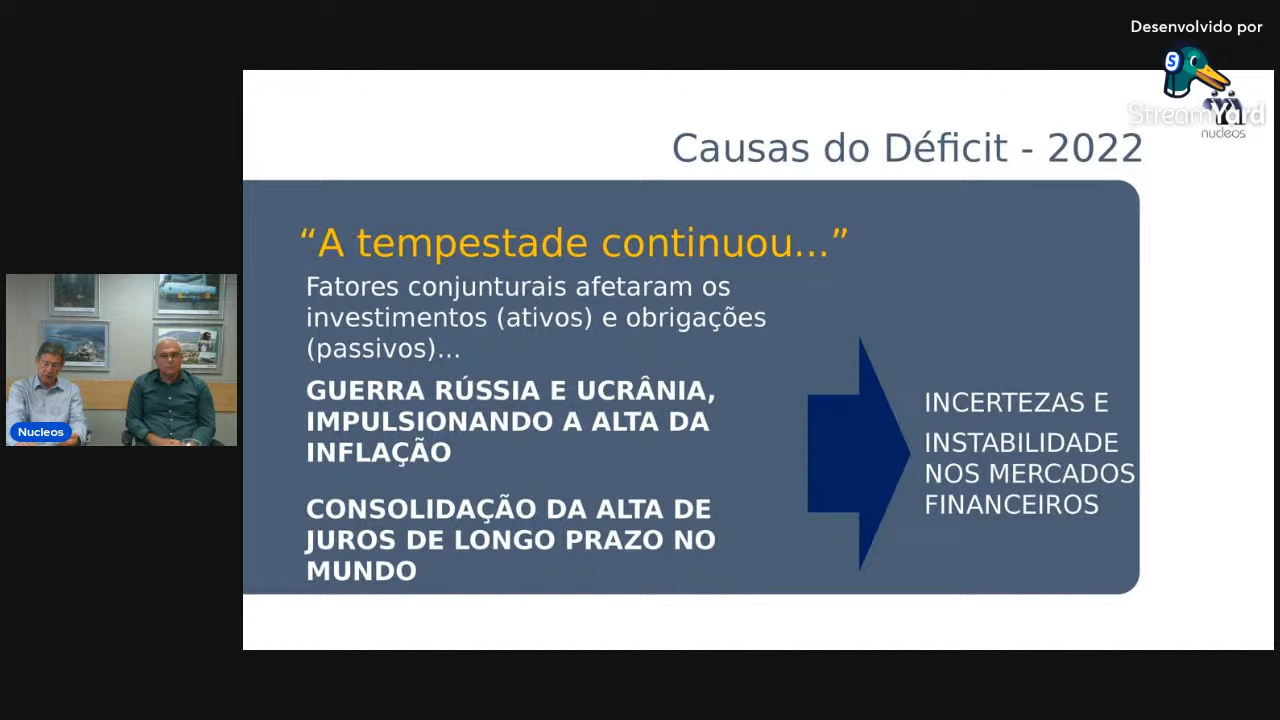 Desenvolvido por
StreamYard
nucleos
Causas do Déficit - 2022
“A tempestade continuou...”
Fatores conjunturais afetaram os
investimentos (ativos) e obrigações
(passivos)...
GUERRA RÚSSIA E UCRÂNIA,
IMPULSIONANDO A ALTA DA
INFLAÇÃO
CONSOLIDAÇÃO DA ALTA DE
JUROS DE LONGO PRAZO NO
MUNDO
INCERTEZAS E
INSTABILIDADE
NOS MERCADOS
FINANCEIROS
Nucleos